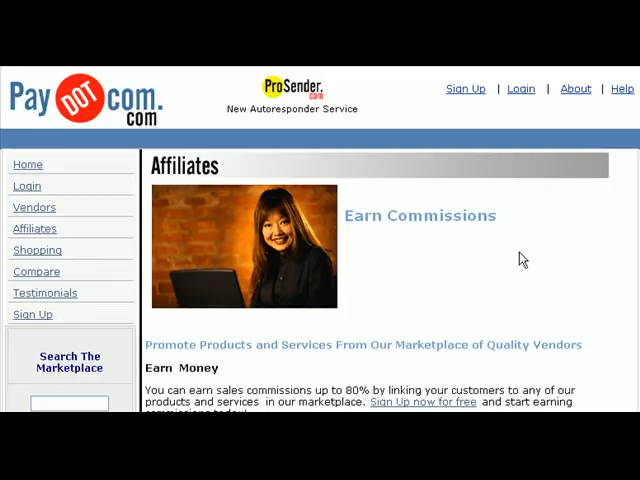 Pay DOT com.
com
ProSender.
com
New Autoresponder Service
Sign Up | Login | About | Help
Home
Login
Vendors
Affiliates
Shopping
Compare
Testimonials
Sign Up
Search The
Marketplace
Affiliates
Earn Commissions
Promote Products and Services From Our Marketplace of Quality Vendors
Earn Money
You can earn sales commissions up to 80% by linking your customers to any of our
products and services in our marketplace. Sign Up now for free and start earning
commissions today!